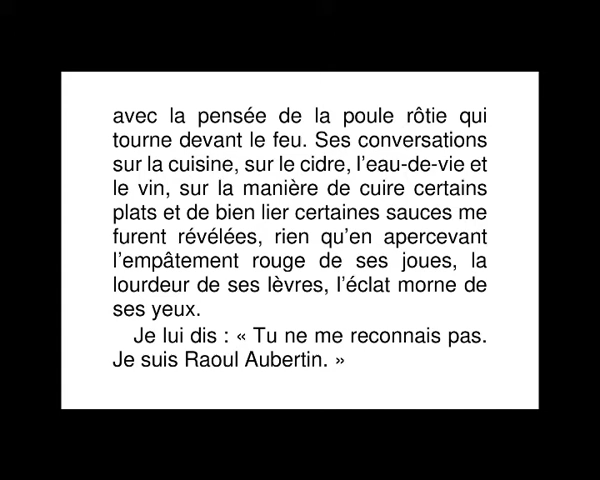 avec la pensée de la poule rôtie qui
tourne devant le feu. Ses conversations
sur la cuisine, sur le cidre, l’eau-de-vie et
le vin, sur la manière de cuire certains
plats et de bien lier certaines sauces me
furent révélées, rien qu’en apercevant
l’empâtement rouge de ses joues, la
lourdeur de ses lèvres, l’éclat morne de
ses yeux.
Je lui dis : « Tu ne me reconnais pas.
Je suis Raoul Aubertin. »